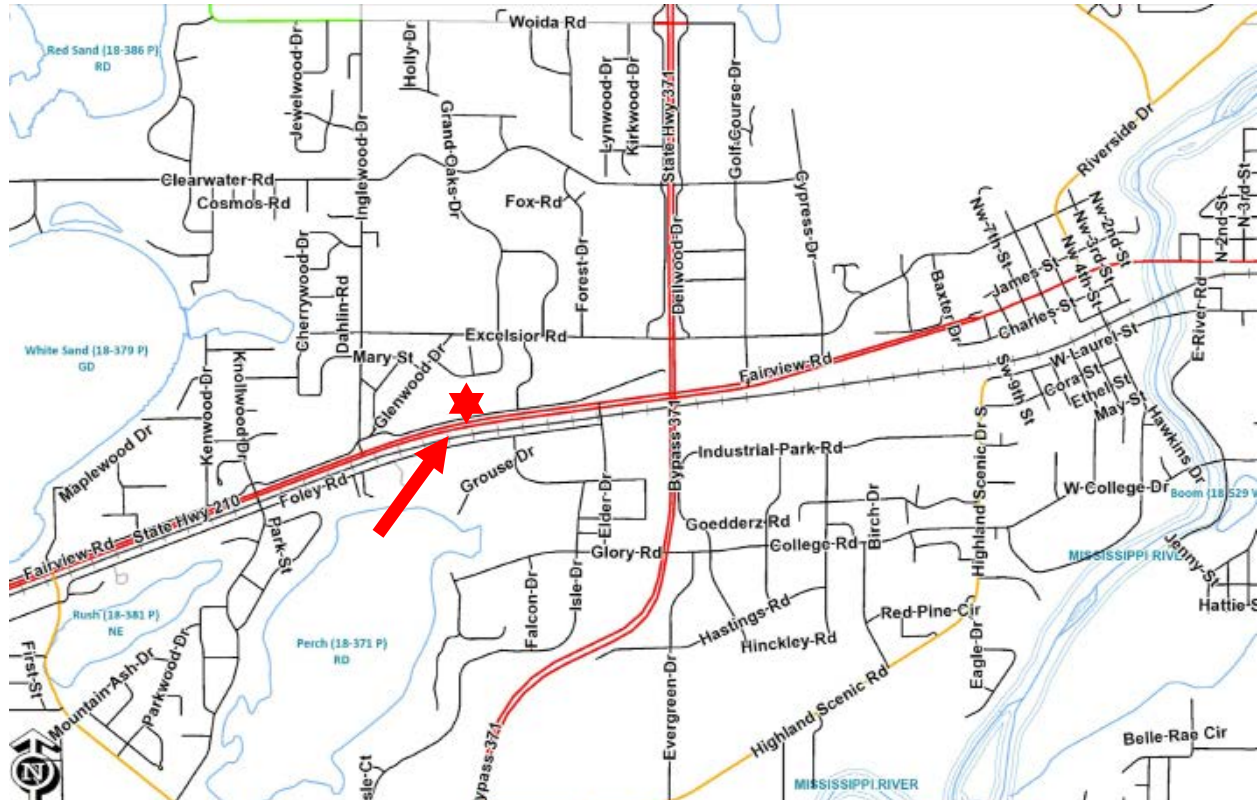 Woida Rd
Red Sand (18-386 P)
RD
Jewelwood-Dr
Holly-Dr
Lynwood-Dr
Kirkwood-Dr
State-Hwy-371
Golf-Course-Dr
Riverside Dr
Grand-Oaks-Dr
Inglewood-Dr
Clearwater-Rd
Cosmos-Rd
Fox-Rd
Forest-Dr
Dellwood-Dr
Cypress-Dr
Nw-7th-St
Nw-2nd-St
Nw-3rd-St
Nw 4th-St
N-2nd-St
N-3rd-St
James-St
Charles-St
Baxter Dr
E-River-Rd
Cherrywood-Dr
Dahlin-Rd
Excelsior-Rd
White Sand (18-379 P)
GD
Mary-St
Glenwood-Dr
Fairview-Rd
W-Laurel-St
Sw-9th-St
Cora-St
Ethel-St
May-St
Hawkins Dr
Kenwood-Dr
Knollwood-Dr
Maplewood Dr
Foley-Rd
Grouse-Dr
Bypass-371
Industrial-Park-Rd
Highland-Scenic-Dr-S
W-College-Dr
Fairview-Rd
State-Hwy-210
Park-St
Elder-Dr
Goedderz-Rd
Birch-Dr
Glory-Rd
College-Rd
MISSISSIPPI
Jenny-St
Rush (18-381 P)
NE
Perch (18-371 P)
RD
Falcon-Dr
Isle-Dr
Hastings-Rd
Hinckley-Rd
Red-Pine-Cir
Eagle-Dr
First-St
Mountain-Ash-Dr
Parkwood-Dr
Evergreen-Dr
Highland-Scenic-Rd
Belle-Rae Cir
N
MISSISSIPPI RIVER